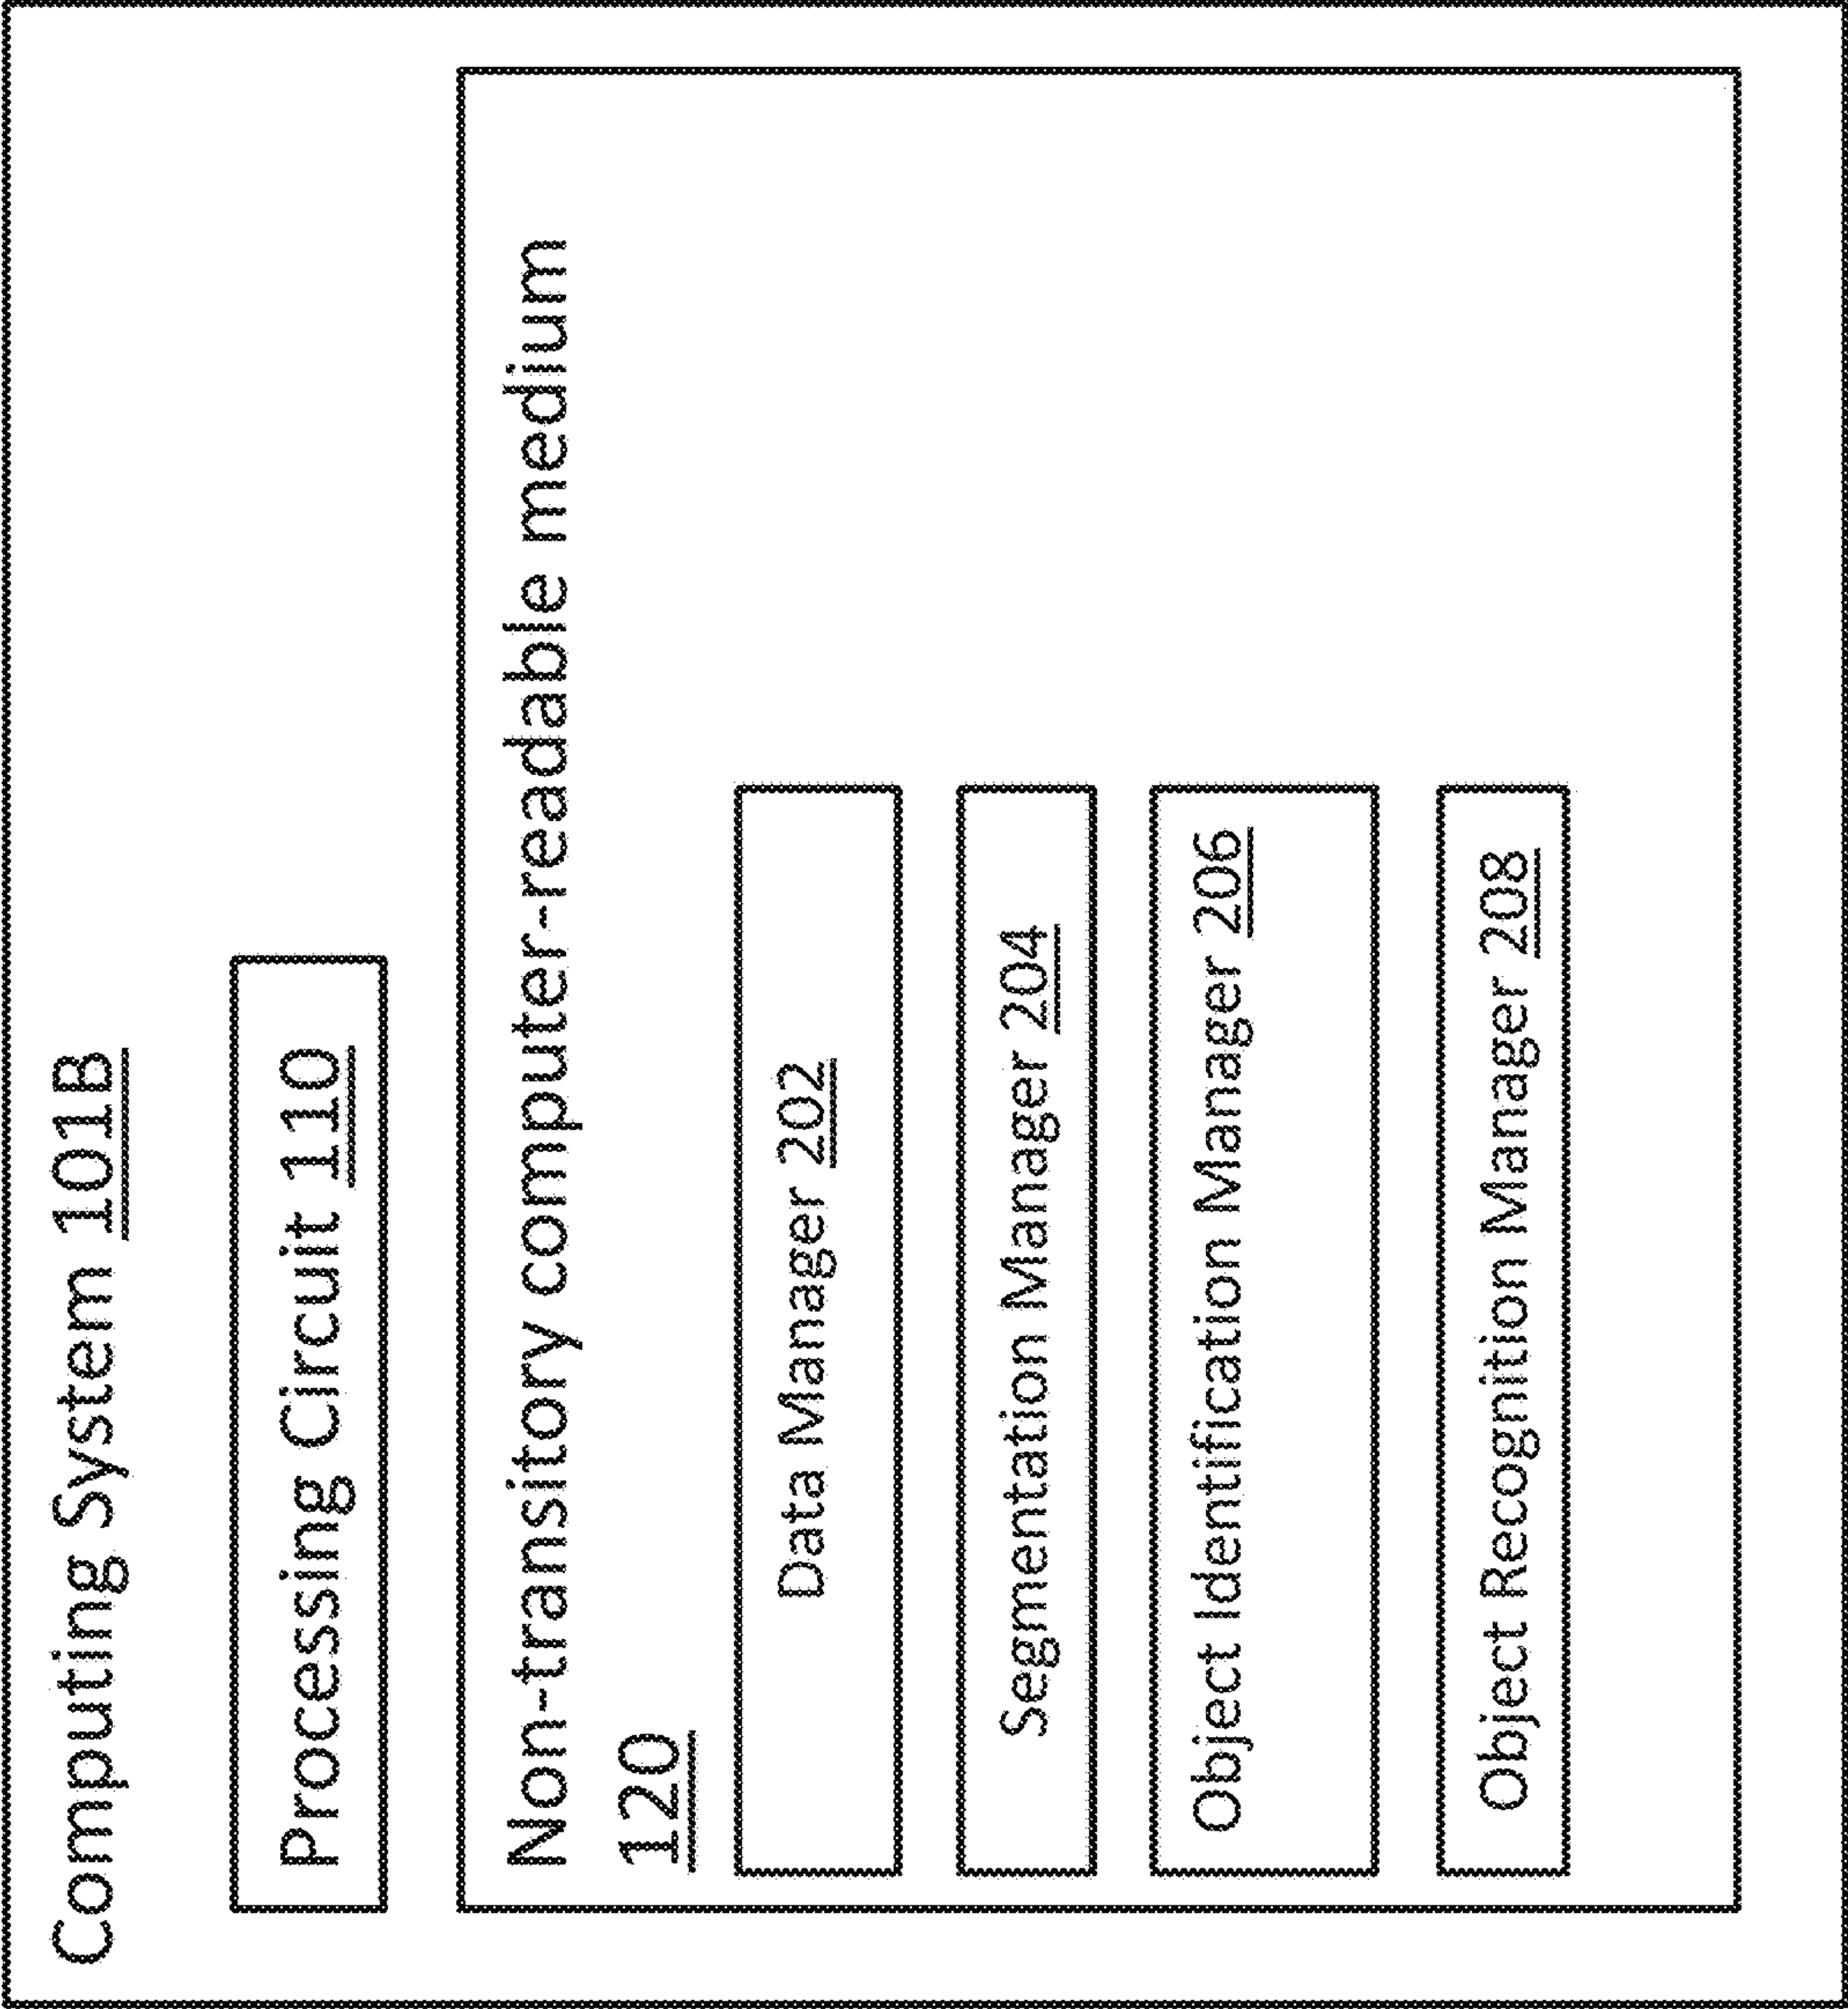 Computing System 101B
Processing Circuit 110
Non-transitory computer-readable medium
120
Data Manager 202
Segmentation Manager 204
Object Identification Manager 206
Object Recognition Manager 208